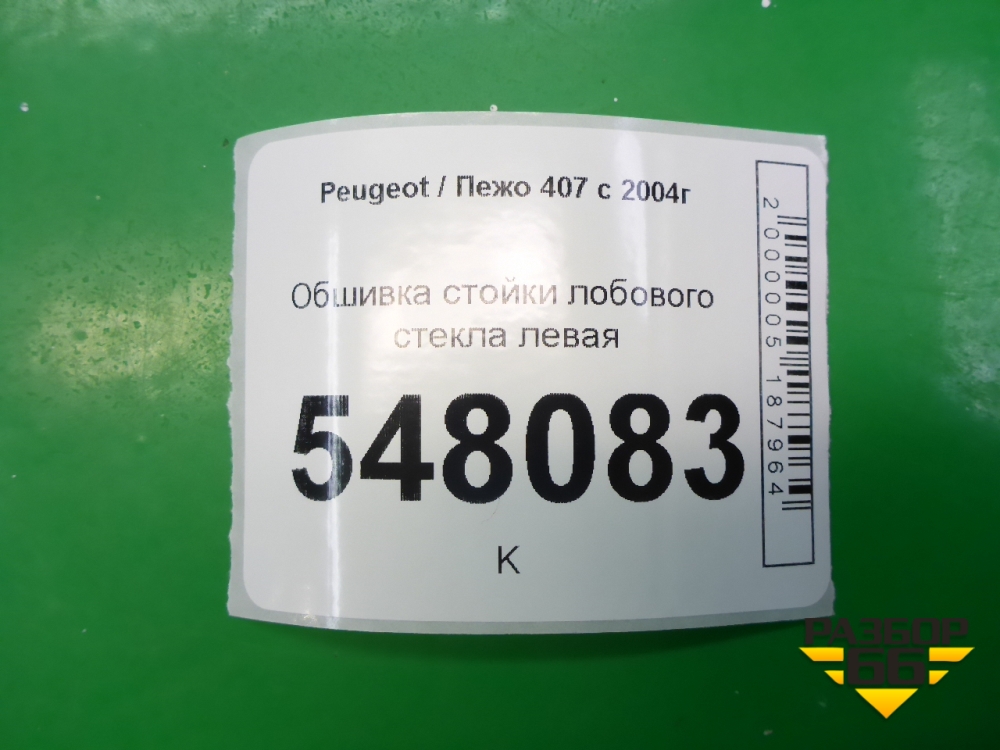 Peugeot / Пежо 407 с 2004г
Обшивка стойки лобового
стекла левая
548083
К
2000005187964
РАЗБОР
66